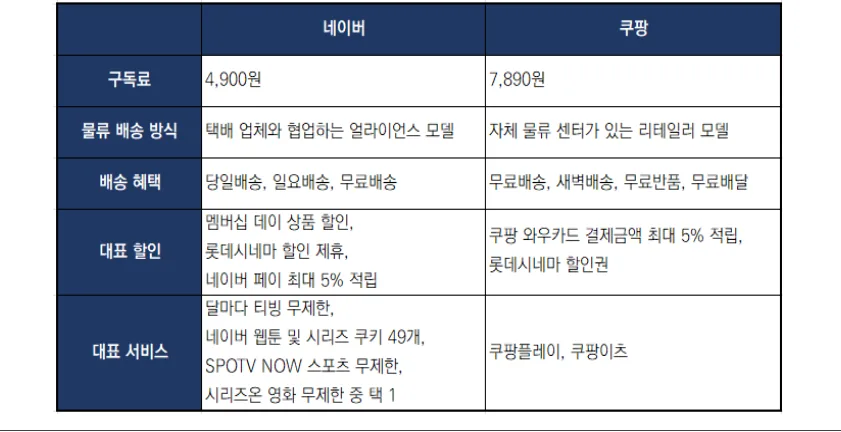 네이버
쿠팡
구독료
4,900원
7,890원
물류 배송 방식
택배 업체와 협업하는 얼라이언스 모델
자체 물류 센터가 있는 리테일러 모델
배송 혜택
당일배송, 일요배송, 무료배송
무료배송, 새벽배송, 무료반품, 무료배달
대표 할인
멤버십 데이 상품 할인,
롯데시네마 할인 제휴,
네이버 페이 최대 5% 적립
쿠팡 와우카드 결제금액 최대 5% 적립,
롯데시네마 할인권
대표 서비스
달마다 티빙 무제한,
네이버 웹툰 및 시리즈 쿠키 49개,
SPOTV NOW 스포츠 무제한,
시리즈온 영화 무제한 중 택 1
쿠팡플레이, 쿠팡이츠